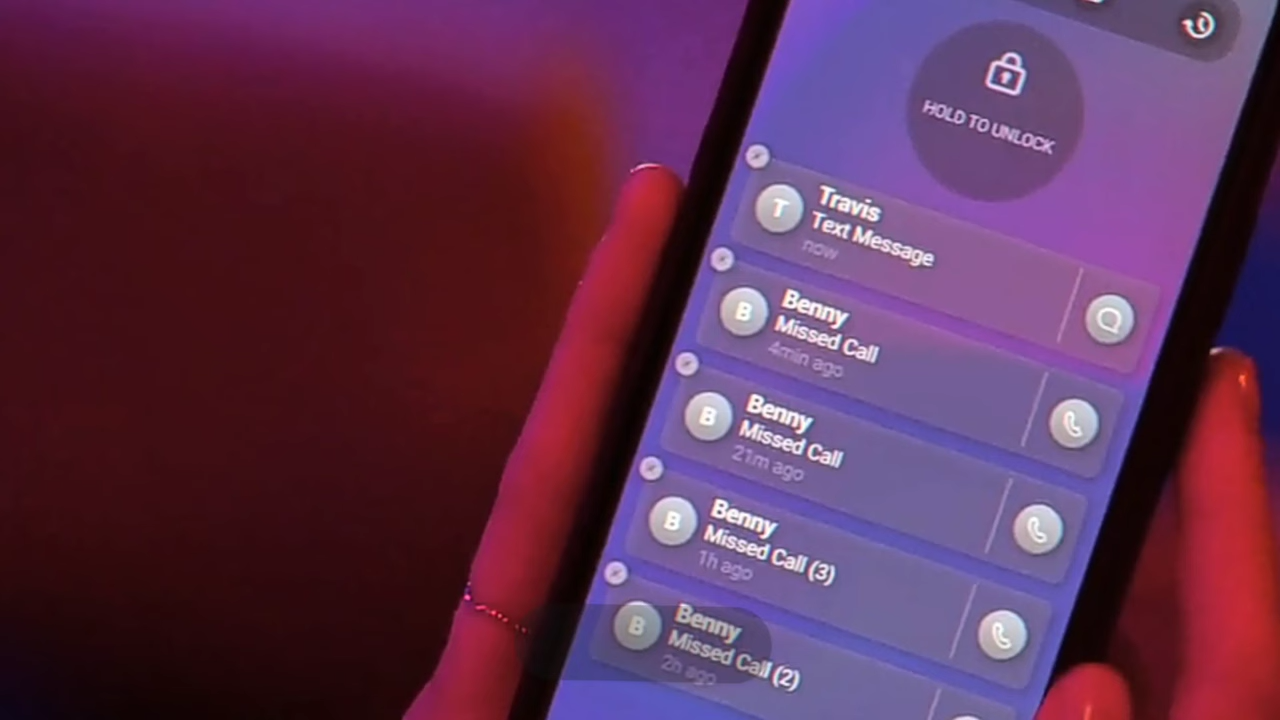 HOLD TO UNLOCK
T
Travis
Text Message
now
B
Benny
Missed Call
4min ago
B
Benny
Missed Call
21m ago
B
Benny
Missed Call (3)
1h ago
B
Benny
Missed Call (2)
2h ago